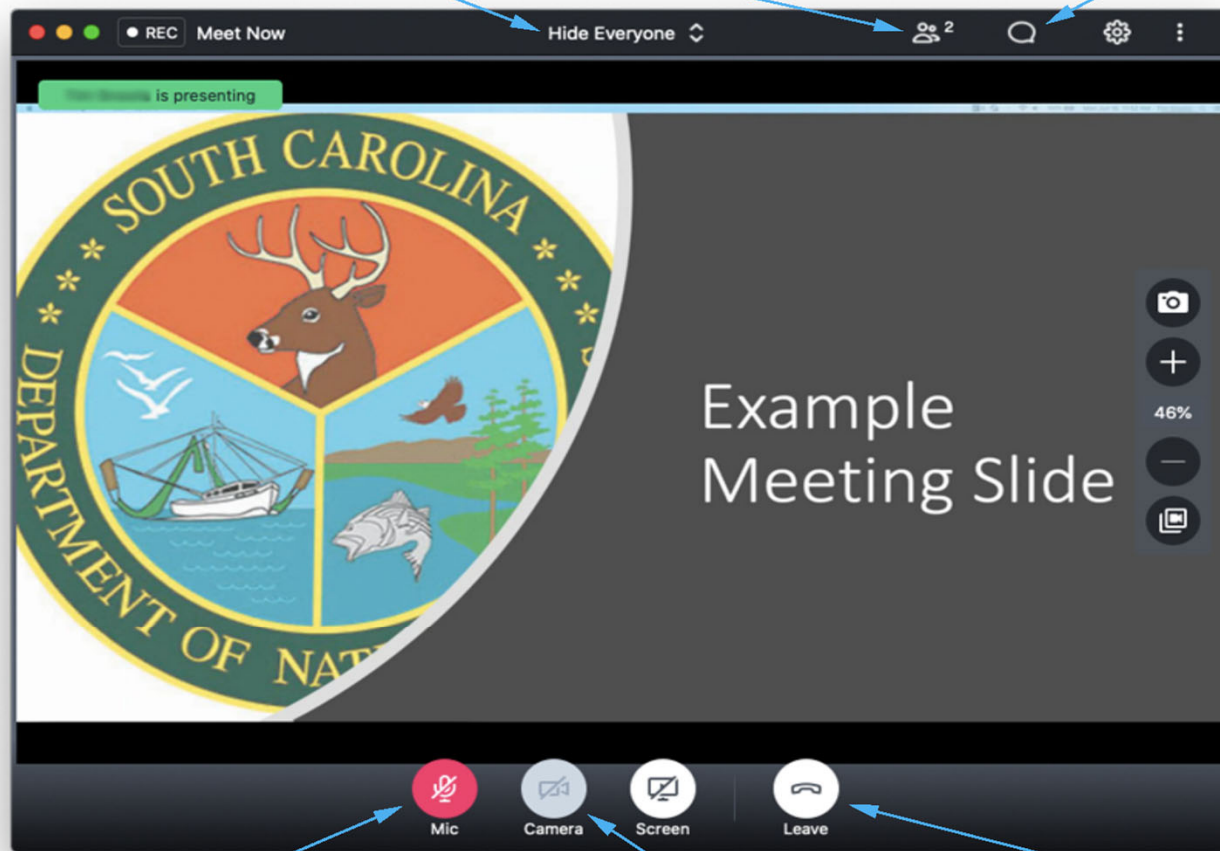 REC Meet Now Hide Everyone 2
is presenting
SOUTH CAROLINA
DEPARTMENT OF
Example
Meeting Slide
46%
Mic Camera Screen Leave